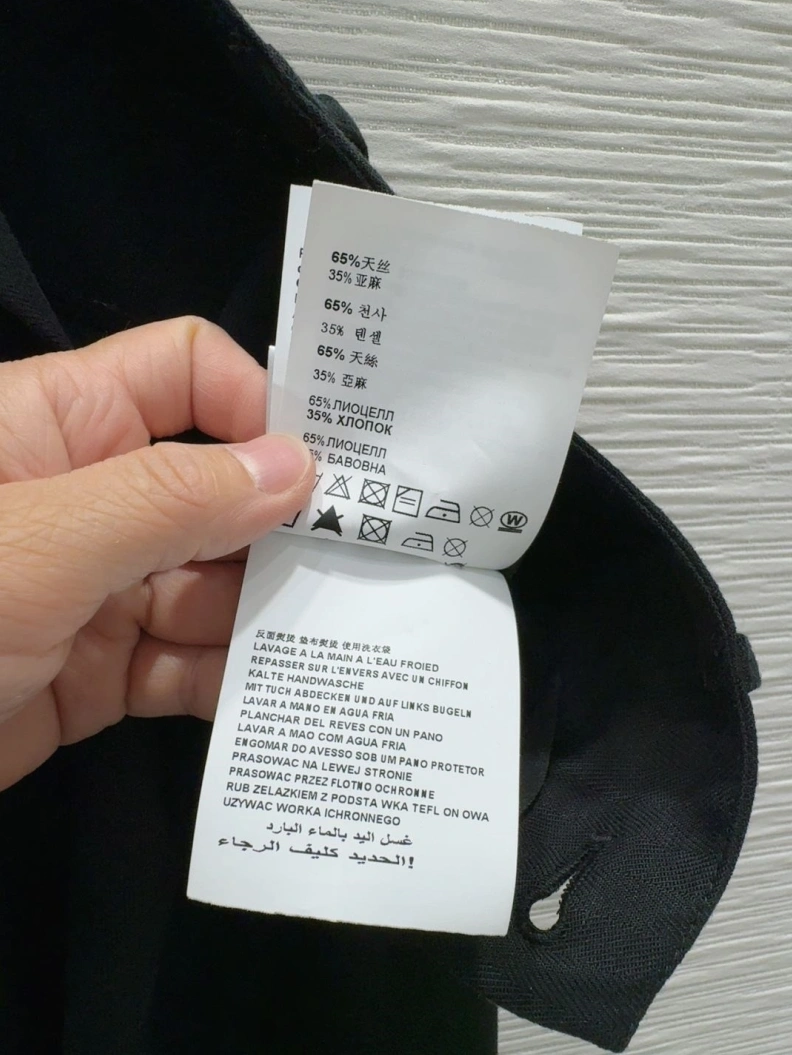 65%天丝
35% 亚麻
65% 천사
35% 텐셀
65% 天絲
35% 亞麻
65%ЛИОЦЕЛЛ
35% ХЛОПОК
65%ЛИОЦЕЛЛ
% БАВОВНА
W
反面熨烫 垫布熨烫 使用洗衣袋
LAVAGE A LA MAIN A L'EAU FROIED
REPASSER SUR L'ENVERS AVEC UN CHIFFON
KALTE HANDWASCHE
MIT TUCH ABDECKEN UND AUF LINKS BUGELN
LAVAR A MANO EN AGUA FRIA
PLANCHAR DEL REVES CON UN PANO
LAVAR A MAO COM AGUA FRIA
ENGOMAR DO AVESSO SOB UM PANO PROTETOR
PRASOWAC NA LEWEJ STRONIE
PRASOWAC PRZEZ FLOTNO OCHRONNE
RUB ZELAZKIEM Z PODSTA WKA TEFL ON OWA
UZYWAC WORKA ICHRONNEGO
غسل اليد بالماء البارد
الحديد كليف الرجاء!